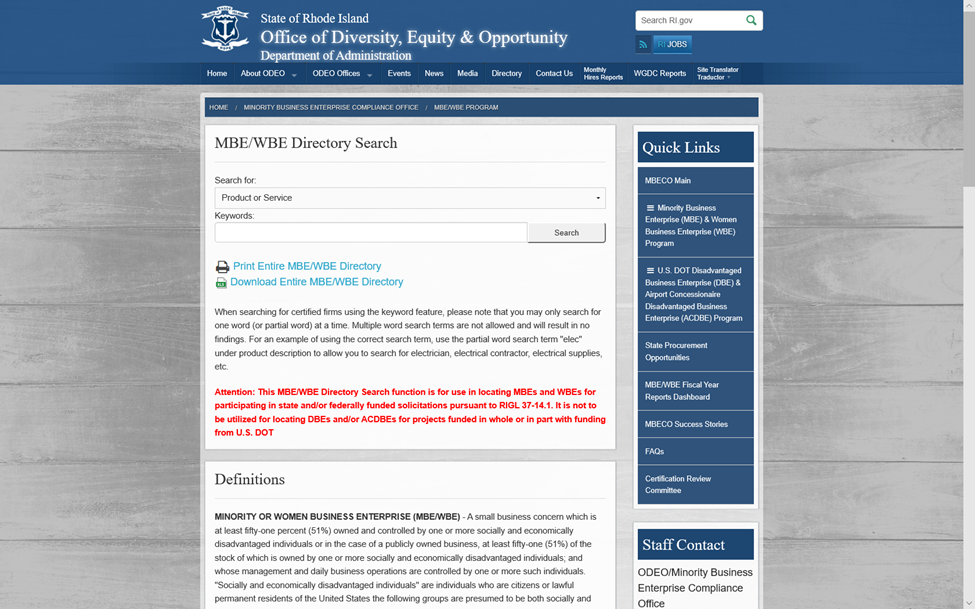 State of Rhode Island
Office of Diversity, Equity & Opportunity
Department of Administration
Search RI.gov
RI JOBS
Home
About ODEO
ODEO Offices
Events
News
Media
Directory
Contact Us
Monthly
Hires Reports
WGDC Reports
Site Translator
Traductor
HOME / MINORITY BUSINESS ENTERPRISE COMPLIANCE OFFICE / MBE/WBE PROGRAM
MBE/WBE Directory Search
Search for:
Product or Service
Keywords:
Search
Print Entire MBE/WBE Directory
Download Entire MBE/WBE Directory
When searching for certified firms using the keyword feature, please note that you may only search for
one word (or partial word) at a time. Multiple word search terms are not allowed and will result in no
findings. For an example of using the correct search term, use the partial word search term "elec"
under product description to allow you to search for electrician, electrical contractor, electrical supplies,
etc.
Attention: This MBE/WBE Directory Search function is for use in locating MBEs and WBEs for
participating in state and/or federally funded solicitations pursuant to RIGL 37-14.1. It is not to
be utilized for locating DBEs and/or ACDBEs for projects funded in whole or in part with funding
from U.S. DOT
Definitions
MINORITY OR WOMEN BUSINESS ENTERPRISE (MBE/WBE) - A small business concern which is
at least fifty-one percent (51%) owned and controlled by one or more socially and economically
disadvantaged individuals or in the case of a publicly owned business, at least fifty-one (51%) of the
stock of which is owned by one or more socially and economically disadvantaged individuals; and
whose management and daily business operations are controlled by one or more such individuals.
"Socially and economically disadvantaged individuals" are individuals who are citizens or lawful
permanent residents of the United States the following groups are presumed to be both socially and
Quick Links
MBECO Main
Minority Business
Enterprise (MBE) & Women
Business Enterprise (WBE)
Program
U.S. DOT Disadvantaged
Business Enterprise (DBE) &
Airport Concessionaire
Disadvantaged Business
Enterprise (ACDBE) Program
State Procurement
Opportunities
MBE/WBE Fiscal Year
Reports Dashboard
MBECO Success Stories
FAQs
Certification Review
Committee
Staff Contact
ODEO/Minority Business
Enterprise Compliance
Office